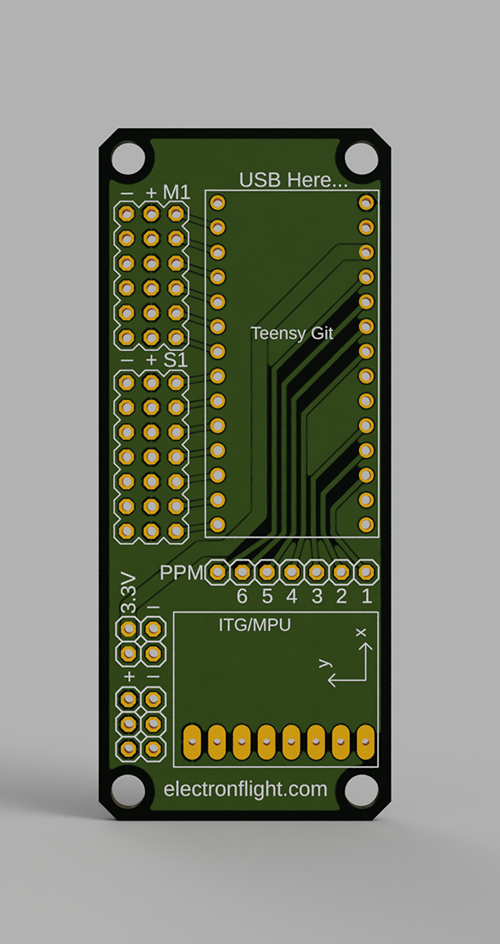 USB Here...
– + M1
Teensy Git
– + S1
PPM
6 5 4 3 2 1
3.3V –
ITG/MPU
x
y
+ –
electronflight.com